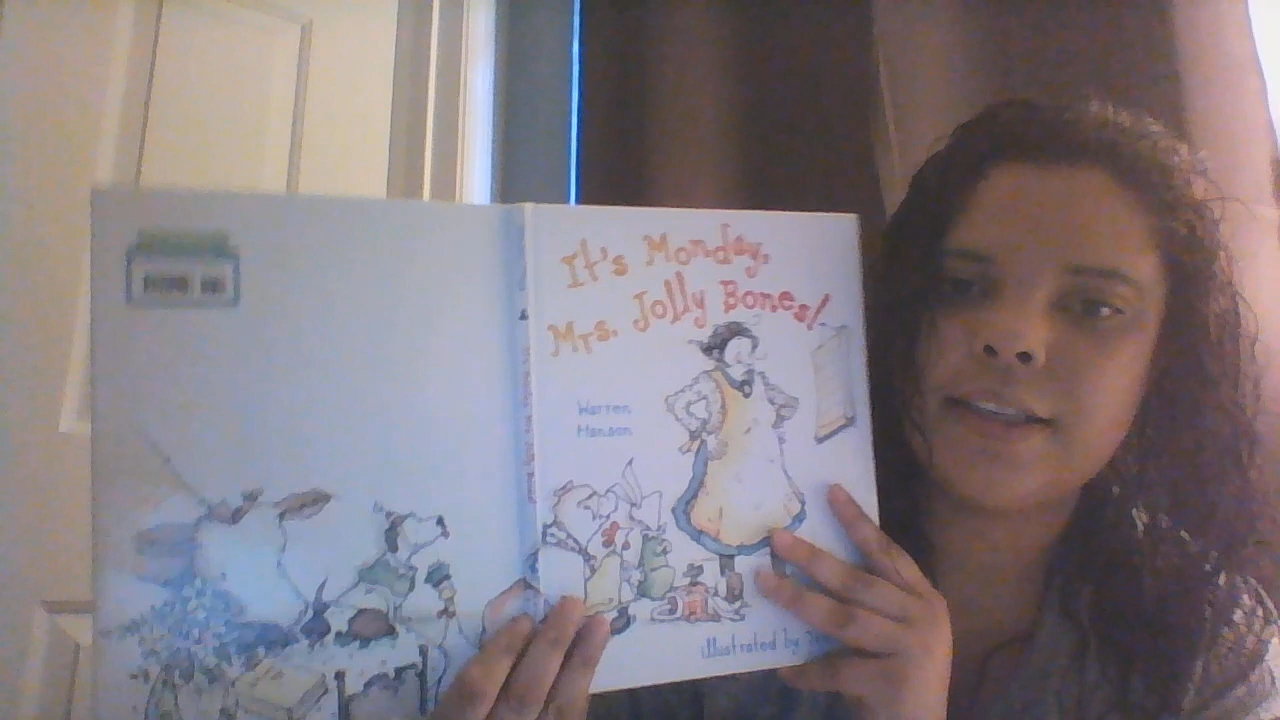 It's Monday,
Mrs. Jolly Bones!
Warren
Hanson
illustrated by